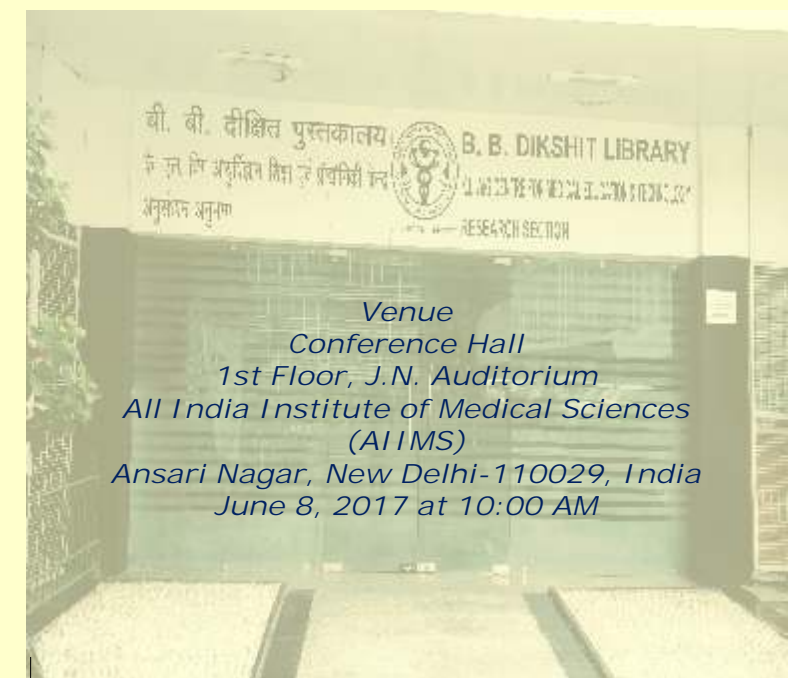 बी. बी. दीक्षित पुस्तकालय
B. B. DIKSHIT LIBRARY
RESEARCH SECTION
Venue
Conference Hall
1st Floor, J.N. Auditorium
All India Institute of Medical Sciences
(AIIMS)
Ansari Nagar, New Delhi-110029, India
June 8, 2017 at 10:00 AM